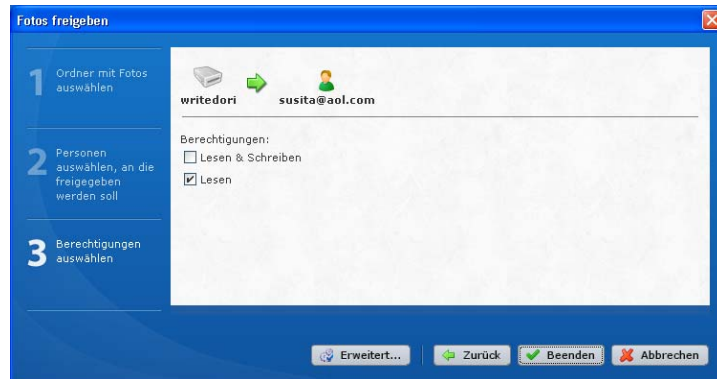 Fotos freigeben
1 Ordner mit Fotos
auswählen
2 Personen
auswählen, an die
freigegeben
werden soll
3 Berechtigungen
auswählen
writedori susita@aol.com
Berechtigungen:
Lesen & Schreiben
Lesen
Erweitert... Zurück Beenden Abbrechen